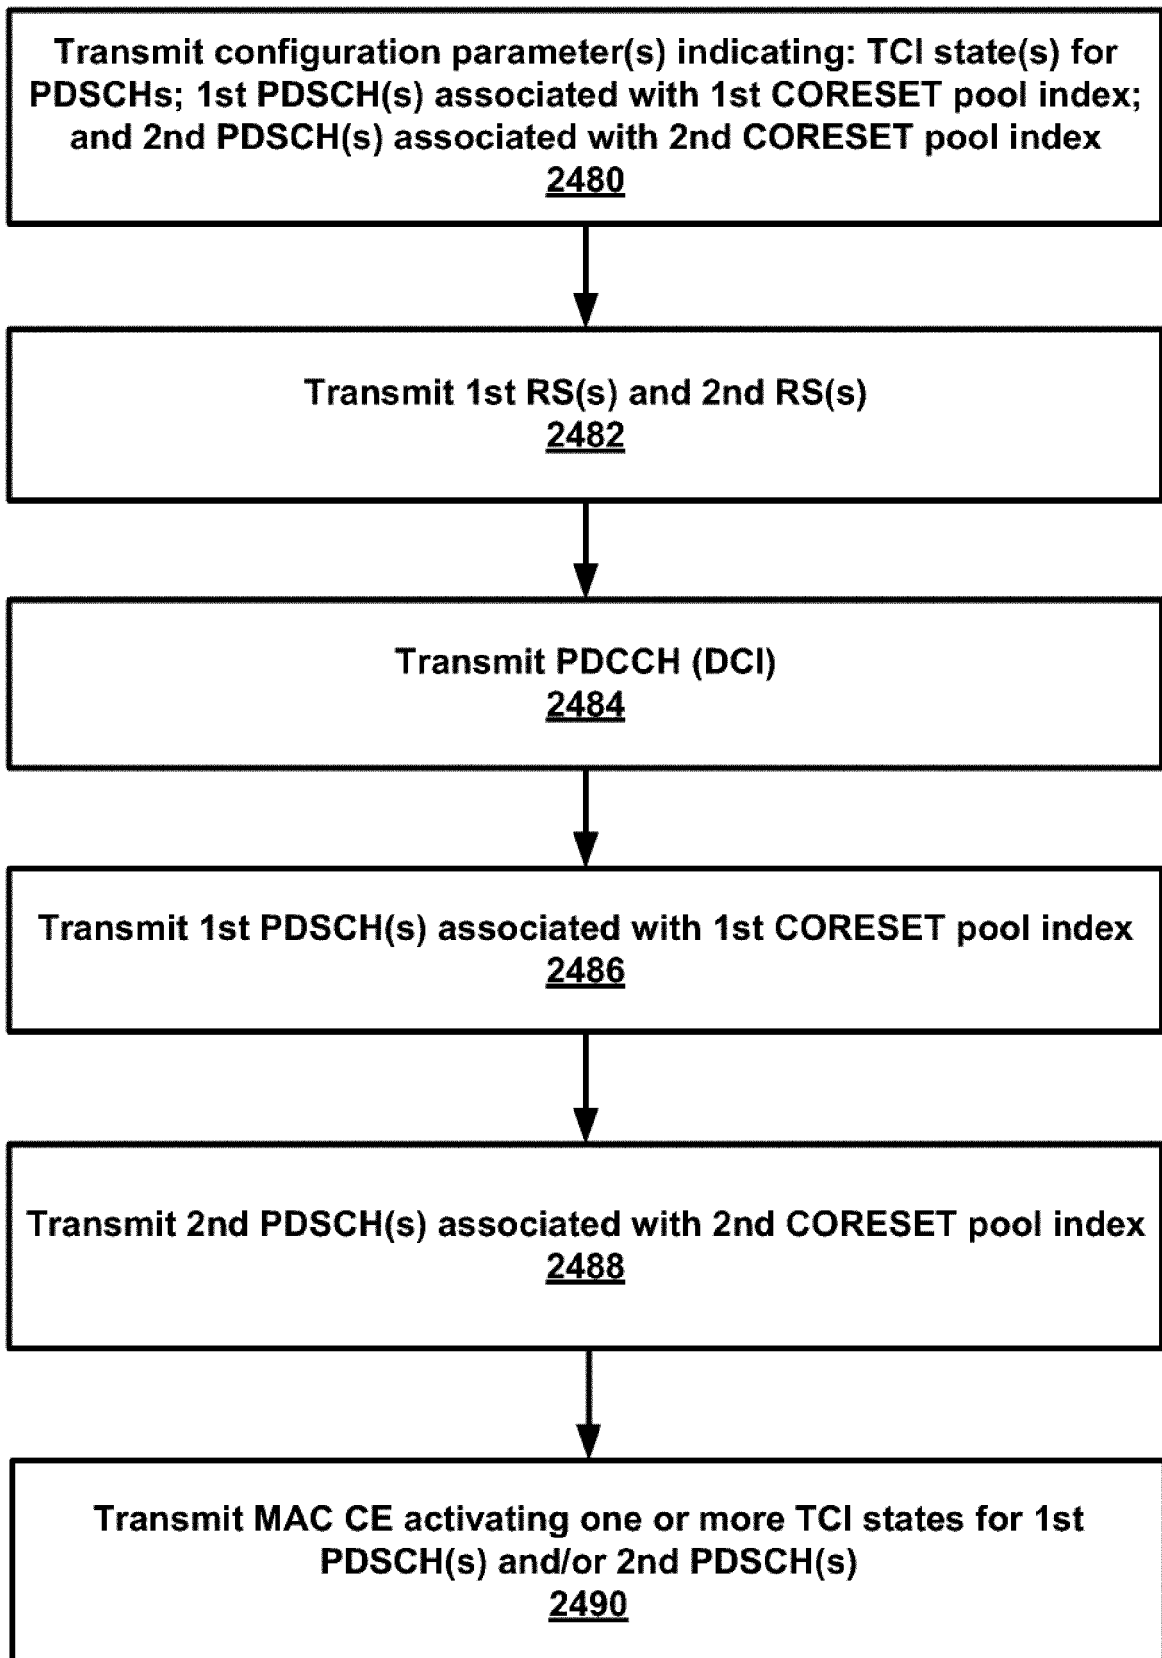 Transmit configuration parameter(s) indicating: TCI state(s) for
PDSCHs; 1st PDSCH(s) associated with 1st CORESET pool index;
and 2nd PDSCH(s) associated with 2nd CORESET pool index
2480
Transmit 1st RS(s) and 2nd RS(s)
2482
Transmit PDCCH (DCI)
2484
Transmit 1st PDSCH(s) associated with 1st CORESET pool index
2486
Transmit 2nd PDSCH(s) associated with 2nd CORESET pool index
2488
Transmit MAC CE activating one or more TCI states for 1st
PDSCH(s) and/or 2nd PDSCH(s)
2490